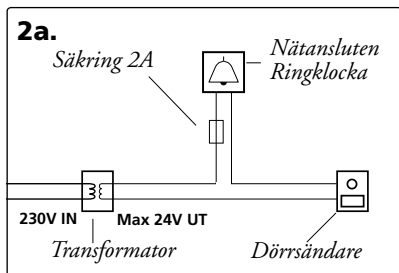 2a.
Säkring 2A
Nätansluten
Ringklocka
230V IN
Max 24V UT
Transformator
Dörrsändare